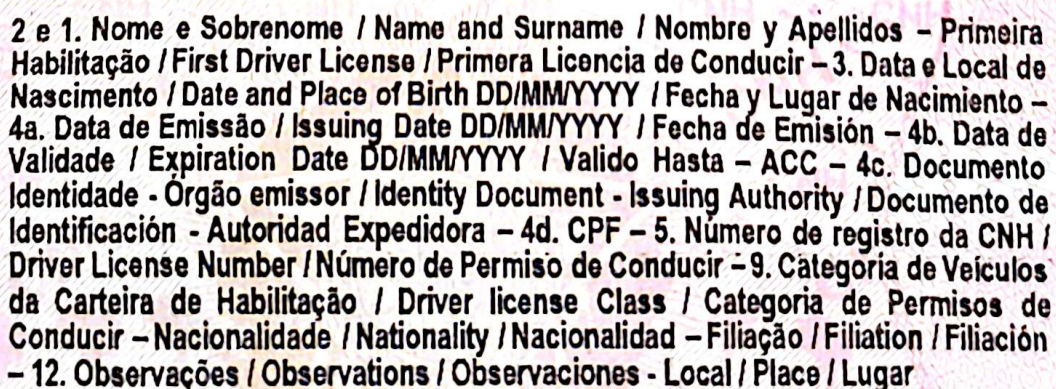 2 e 1. Nome e Sobrenome / Name and Surname / Nombre y Apellidos – Primeira
Habilitação / First Driver License / Primera Licencia de Conducir – 3. Data e Local de
Nascimento / Date and Place of Birth DD/MM/YYYY / Fecha y Lugar de Nacimiento –
4a. Data de Emissão / Issuing Date DD/MM/YYYY / Fecha de Emisión – 4b. Data de
Validade / Expiration Date DD/MM/YYYY / Valido Hasta – ACC – 4c. Documento
Identidade - Órgão emissor / Identity Document - Issuing Authority / Documento de
Identificación - Autoridad Expedidora – 4d. CPF – 5. Número de registro da CNH /
Driver License Number / Número de Permiso de Conducir – 9. Categoria de Veículos
da Carteira de Habilitação / Driver license Class / Categoria de Permisos de
Conducir – Nacionalidade / Nationality / Nacionalidad – Filiação / Filiation / Filiación
– 12. Observações / Observations / Observaciones - Local / Place / Lugar